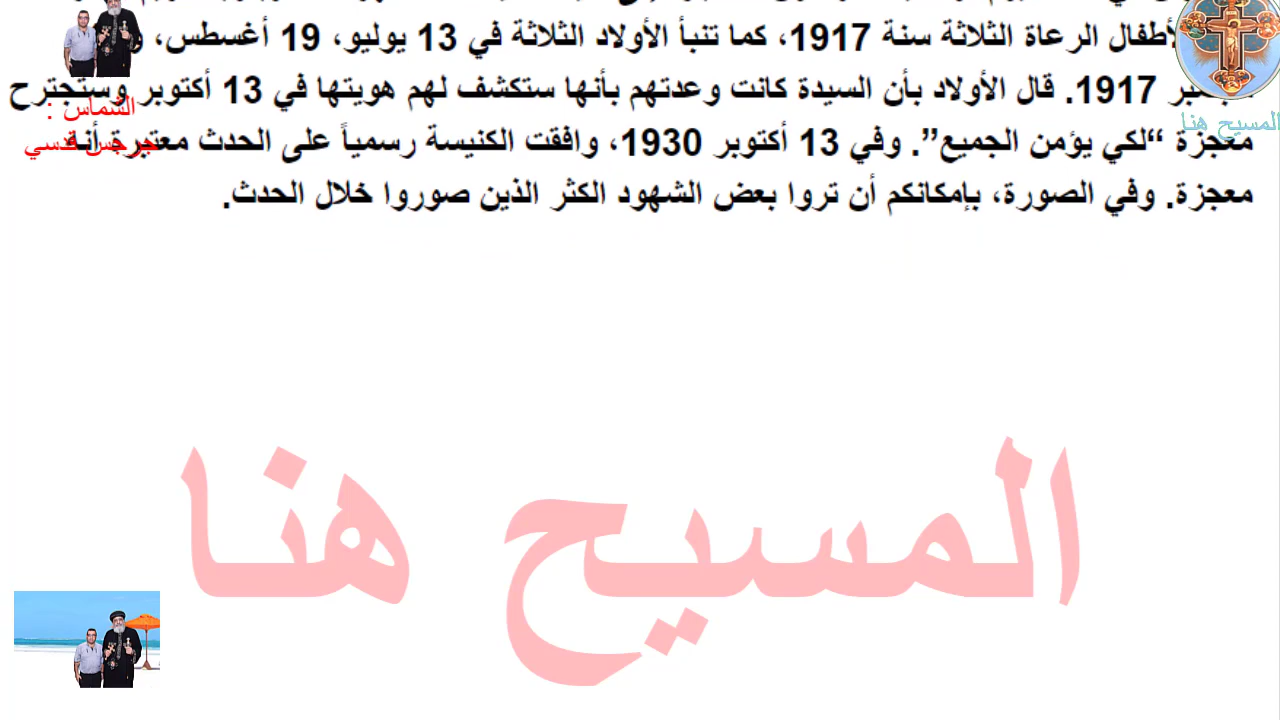 لأطفال الرعاة الثلاثة سنة 1917، كما تنبأ الأولاد الثلاثة في 13 يوليو، 19 أغسطس،
1917. قال الأولاد بأن السيدة كانت وعدتهم بأنها ستكشف لهم هويتها في 13 أكتوبر وستجترح
معجزة “لكي يؤمن الجميع”. وفي 13 أكتوبر 1930، وافقت الكنيسة رسمياً على الحدث معتبرة أنه
معجزة. وفي الصورة، بإمكانكم أن تروا بعض الشهود الكثر الذين صوروا خلال الحدث.
الشماس :
جرجس قدسي
المسيح هنا
المسيح هنا